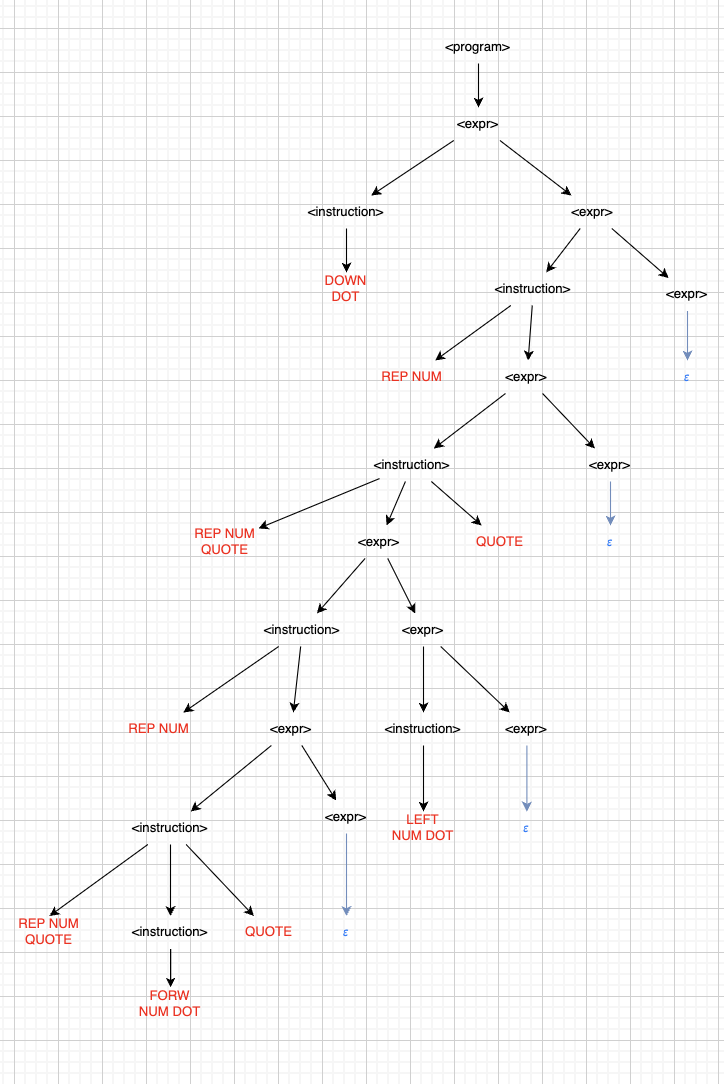 <program>
<expr>
<instruction>
<expr>
DOWN
DOT
<instruction>
<expr>
REP NUM
<expr>
ε
<instruction>
<expr>
REP NUM
QUOTE
<expr>
QUOTE
ε
<instruction>
<expr>
REP NUM
<expr>
<instruction>
<expr>
<instruction>
<expr>
LEFT
NUM DOT
ε
REP NUM
QUOTE
<instruction>
QUOTE
ε
FORW
NUM DOT